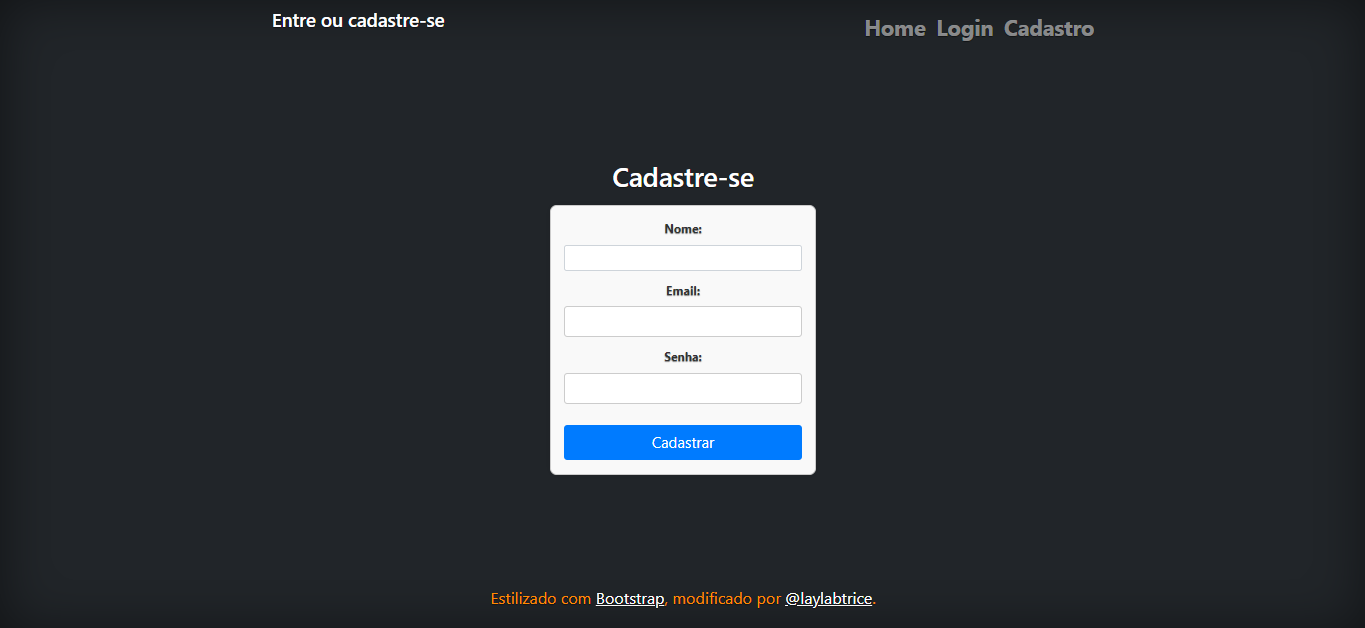 Entre ou cadastre-se
Home Login Cadastro
Cadastre-se
Nome:
Email:
Senha:
Cadastrar
Estilizado com Bootstrap, modificado por @laylabtrice.